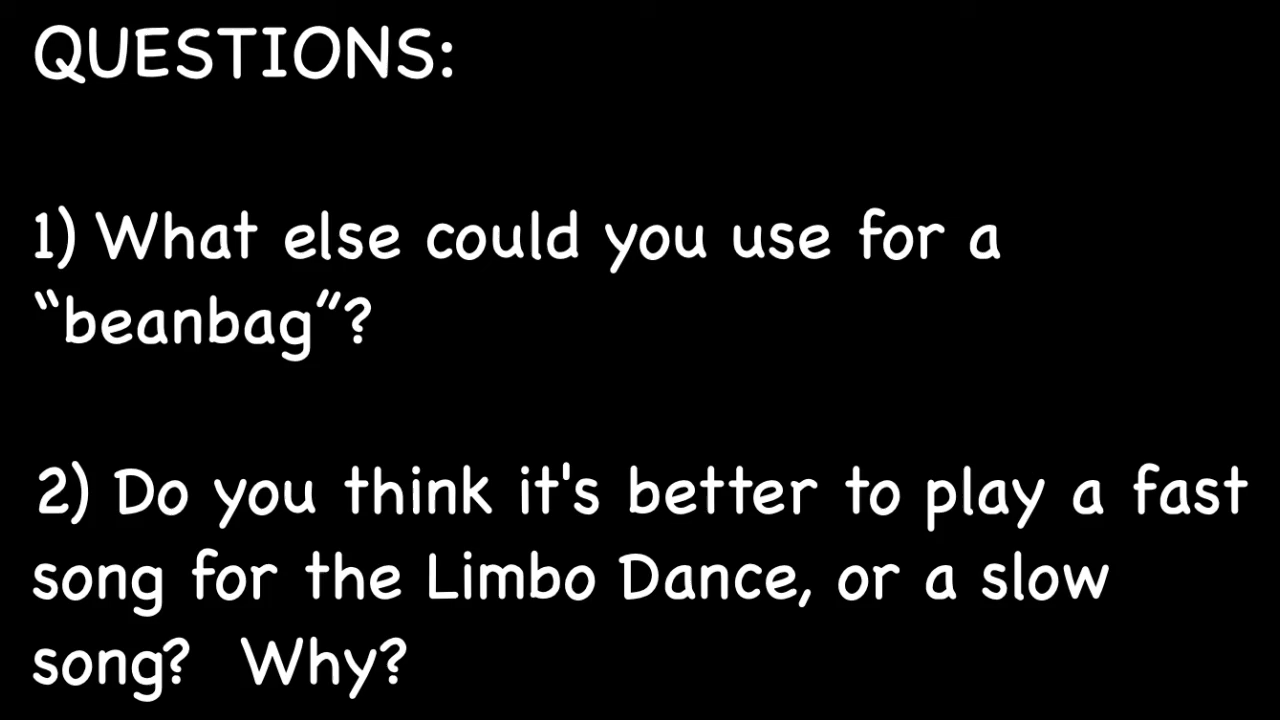 QUESTIONS:
1) What else could you use for a
“beanbag”?
2) Do you think it's better to play a fast
song for the Limbo Dance, or a slow
song? Why?